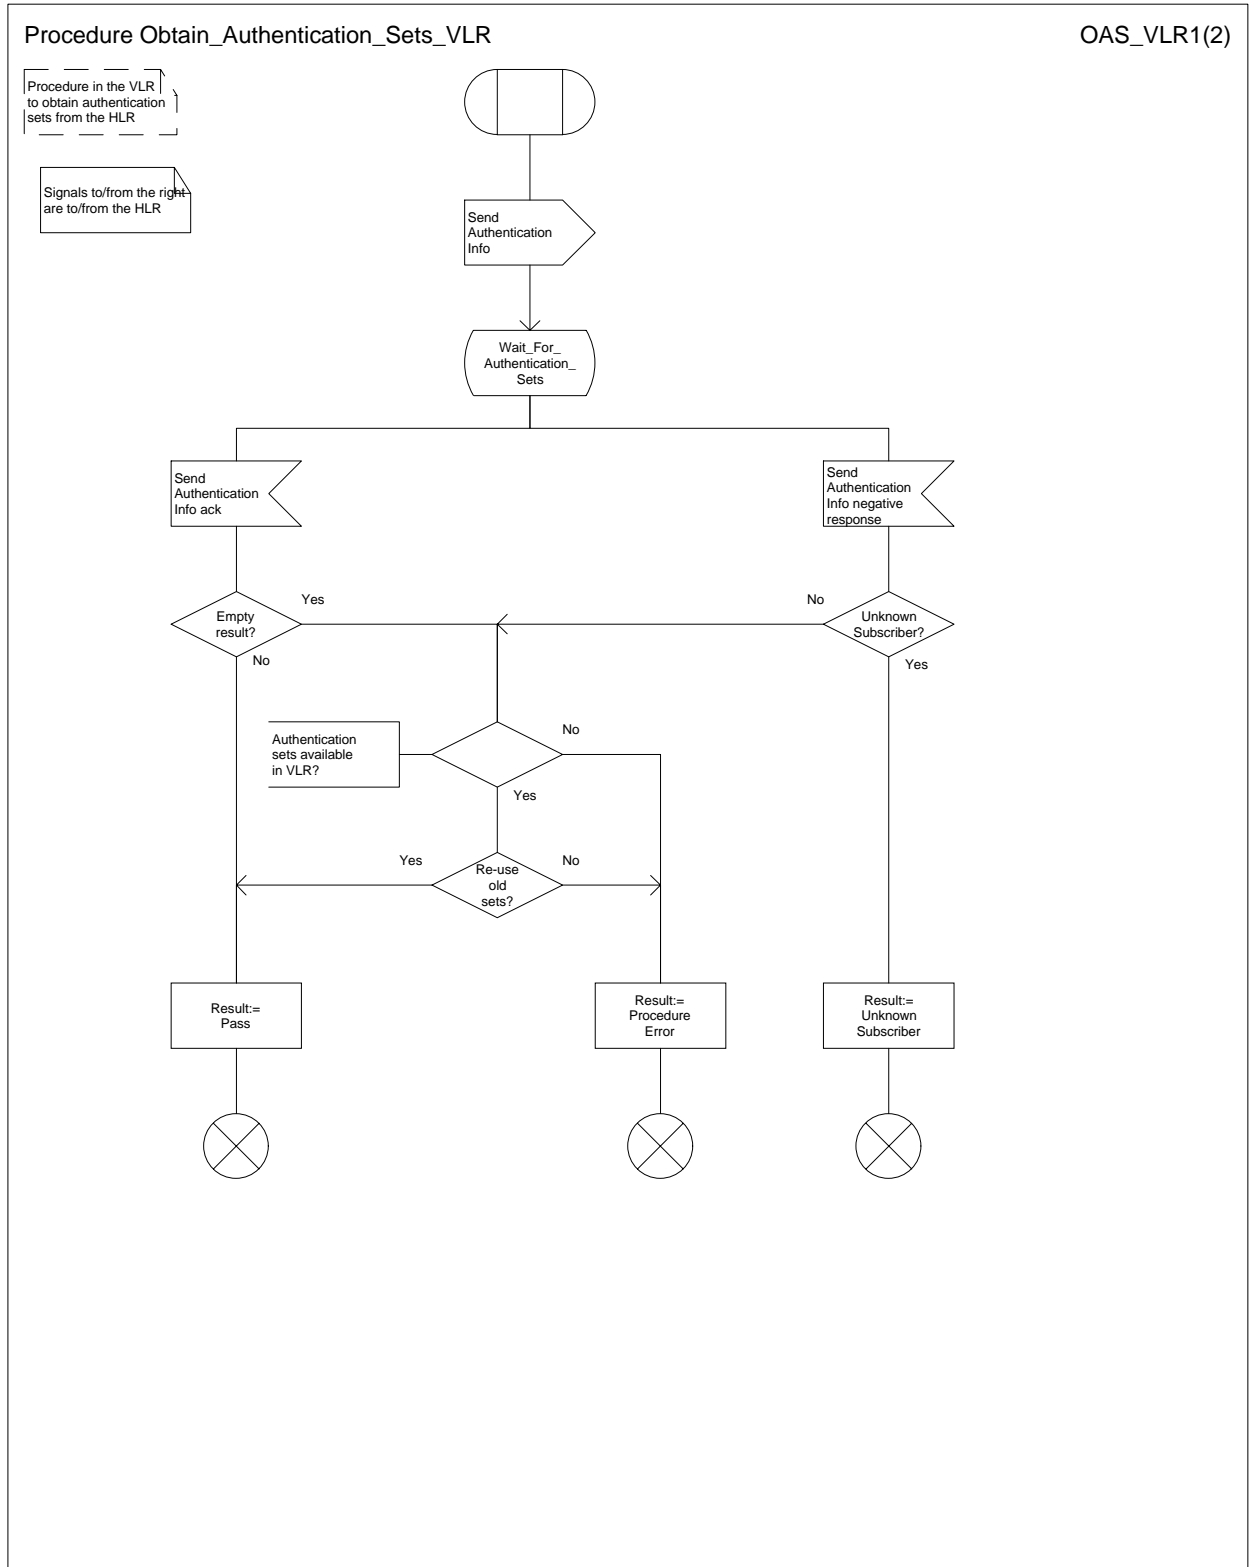 Procedure Obtain_Authentication_Sets_VLR
OAS_VLR1(2)
Procedure in the VLR
to obtain authentication
sets from the HLR
Signals to/from the right
are to/from the HLR
Send
Authentication
Info
Wait_For_
Authentication_
Sets
Send
Authentication
Info ack
Send
Authentication
Info negative
response
Empty
result?
Yes
No
No
Unknown
Subscriber?
Yes
Authentication
sets available
in VLR?
No
Yes
Yes
Re-use
old
sets?
No
Result:=
Pass
Result:=
Procedure
Error
Result:=
Unknown
Subscriber